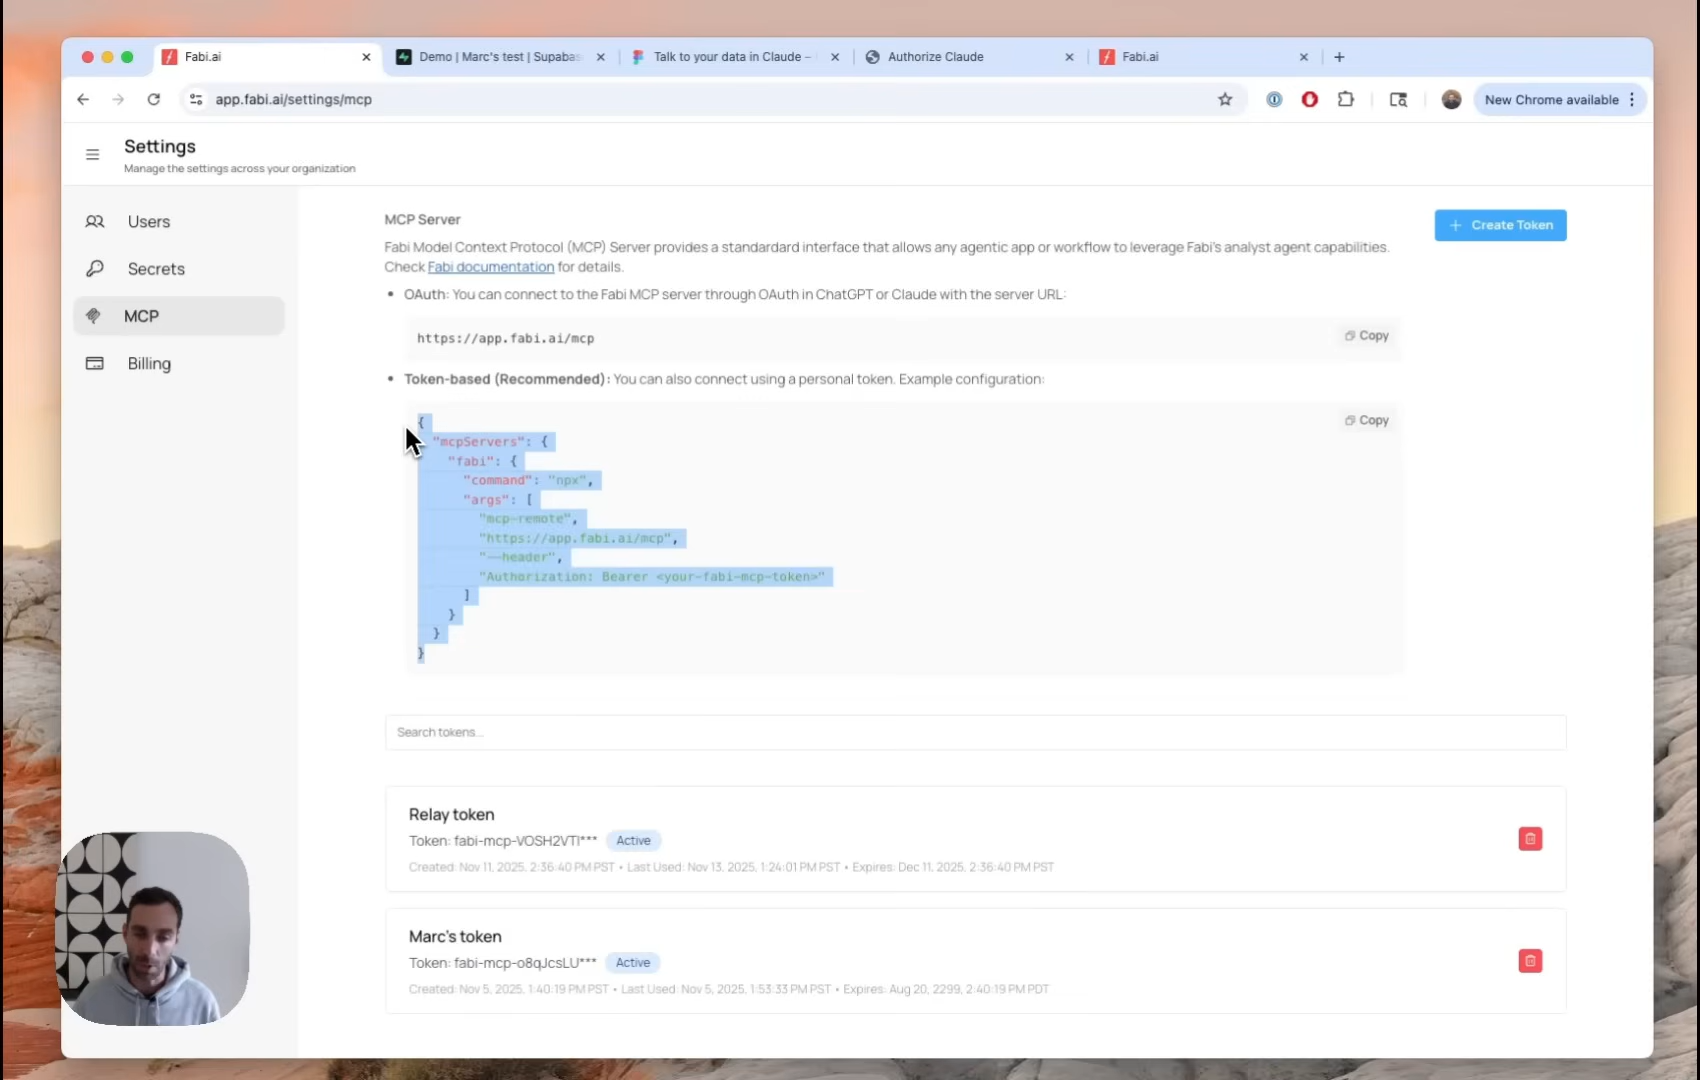 Fabi.ai
Demo | Marc's test | Supabas
Talk to your data in Claude –
Authorize Claude
Fabi.ai
app.fabi.ai/settings/mcp
New Chrome available
Settings
Manage the settings across your organization
Users
Secrets
MCP
Billing
MCP Server
Create Token
Fabi Model Context Protocol (MCP) Server provides a standardard interface that allows any agentic app or workflow to leverage Fabi's analyst agent capabilities.
Check Fabi documentation for details.
• OAuth: You can connect to the Fabi MCP server through OAuth in ChatGPT or Claude with the server URL:
https://app.fabi.ai/mcp
Copy
• Token-based (Recommended): You can also connect using a personal token. Example configuration:
Copy
{
"mcpServers": {
"fabi": {
"command": "npx",
"args": [
"mcp-remote",
"https://app.fabi.ai/mcp",
"--header",
"Authorization: Bearer <your-fabi-mcp-token>"
]
}
}
}
Search tokens...
Relay token
Token: fabi-mcp-VOSH2VTI*** Active
Created: Nov 11, 2025, 2:36:40 PM PST • Last Used: Nov 13, 2025, 1:24:01 PM PST • Expires: Dec 11, 2025, 2:36:40 PM PST
Marc's token
Token: fabi-mcp-o8qJcsLU*** Active
Created: Nov 5, 2025, 1:40:19 PM PST • Last Used: Nov 5, 2025, 1:53:33 PM PST • Expires: Aug 20, 2299, 2:40:19 PM PDT